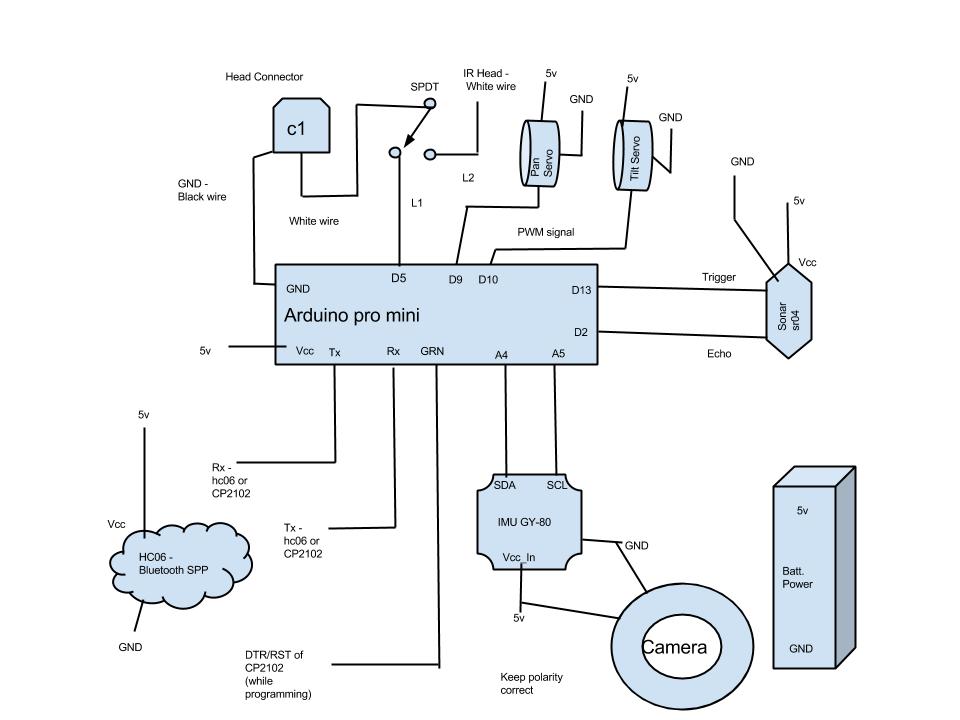 Head Connector
c1
SPDT
IR Head -
White wire
5v
GND
5v
GND
Pan
Servo
Tilt Servo
GND
5v
GND -
Black wire
White wire
L2
L1
PWM signal
Vcc
Sonar
sr04
Trigger
Echo
GND
D5
D9
D10
D13
Arduino pro mini
D2
5v
Vcc
Tx
Rx
GRN
A4
A5
5v
Rx -
hc06 or
CP2102
Tx -
hc06 or
CP2102
Vcc
HC06 -
Bluetooth SPP
GND
SDA
SCL
IMU GY-80
Vcc_In
GND
5v
Camera
5v
Batt.
Power
GND
DTR/RST of
CP2102
(while
programming)
Keep polarity
correct